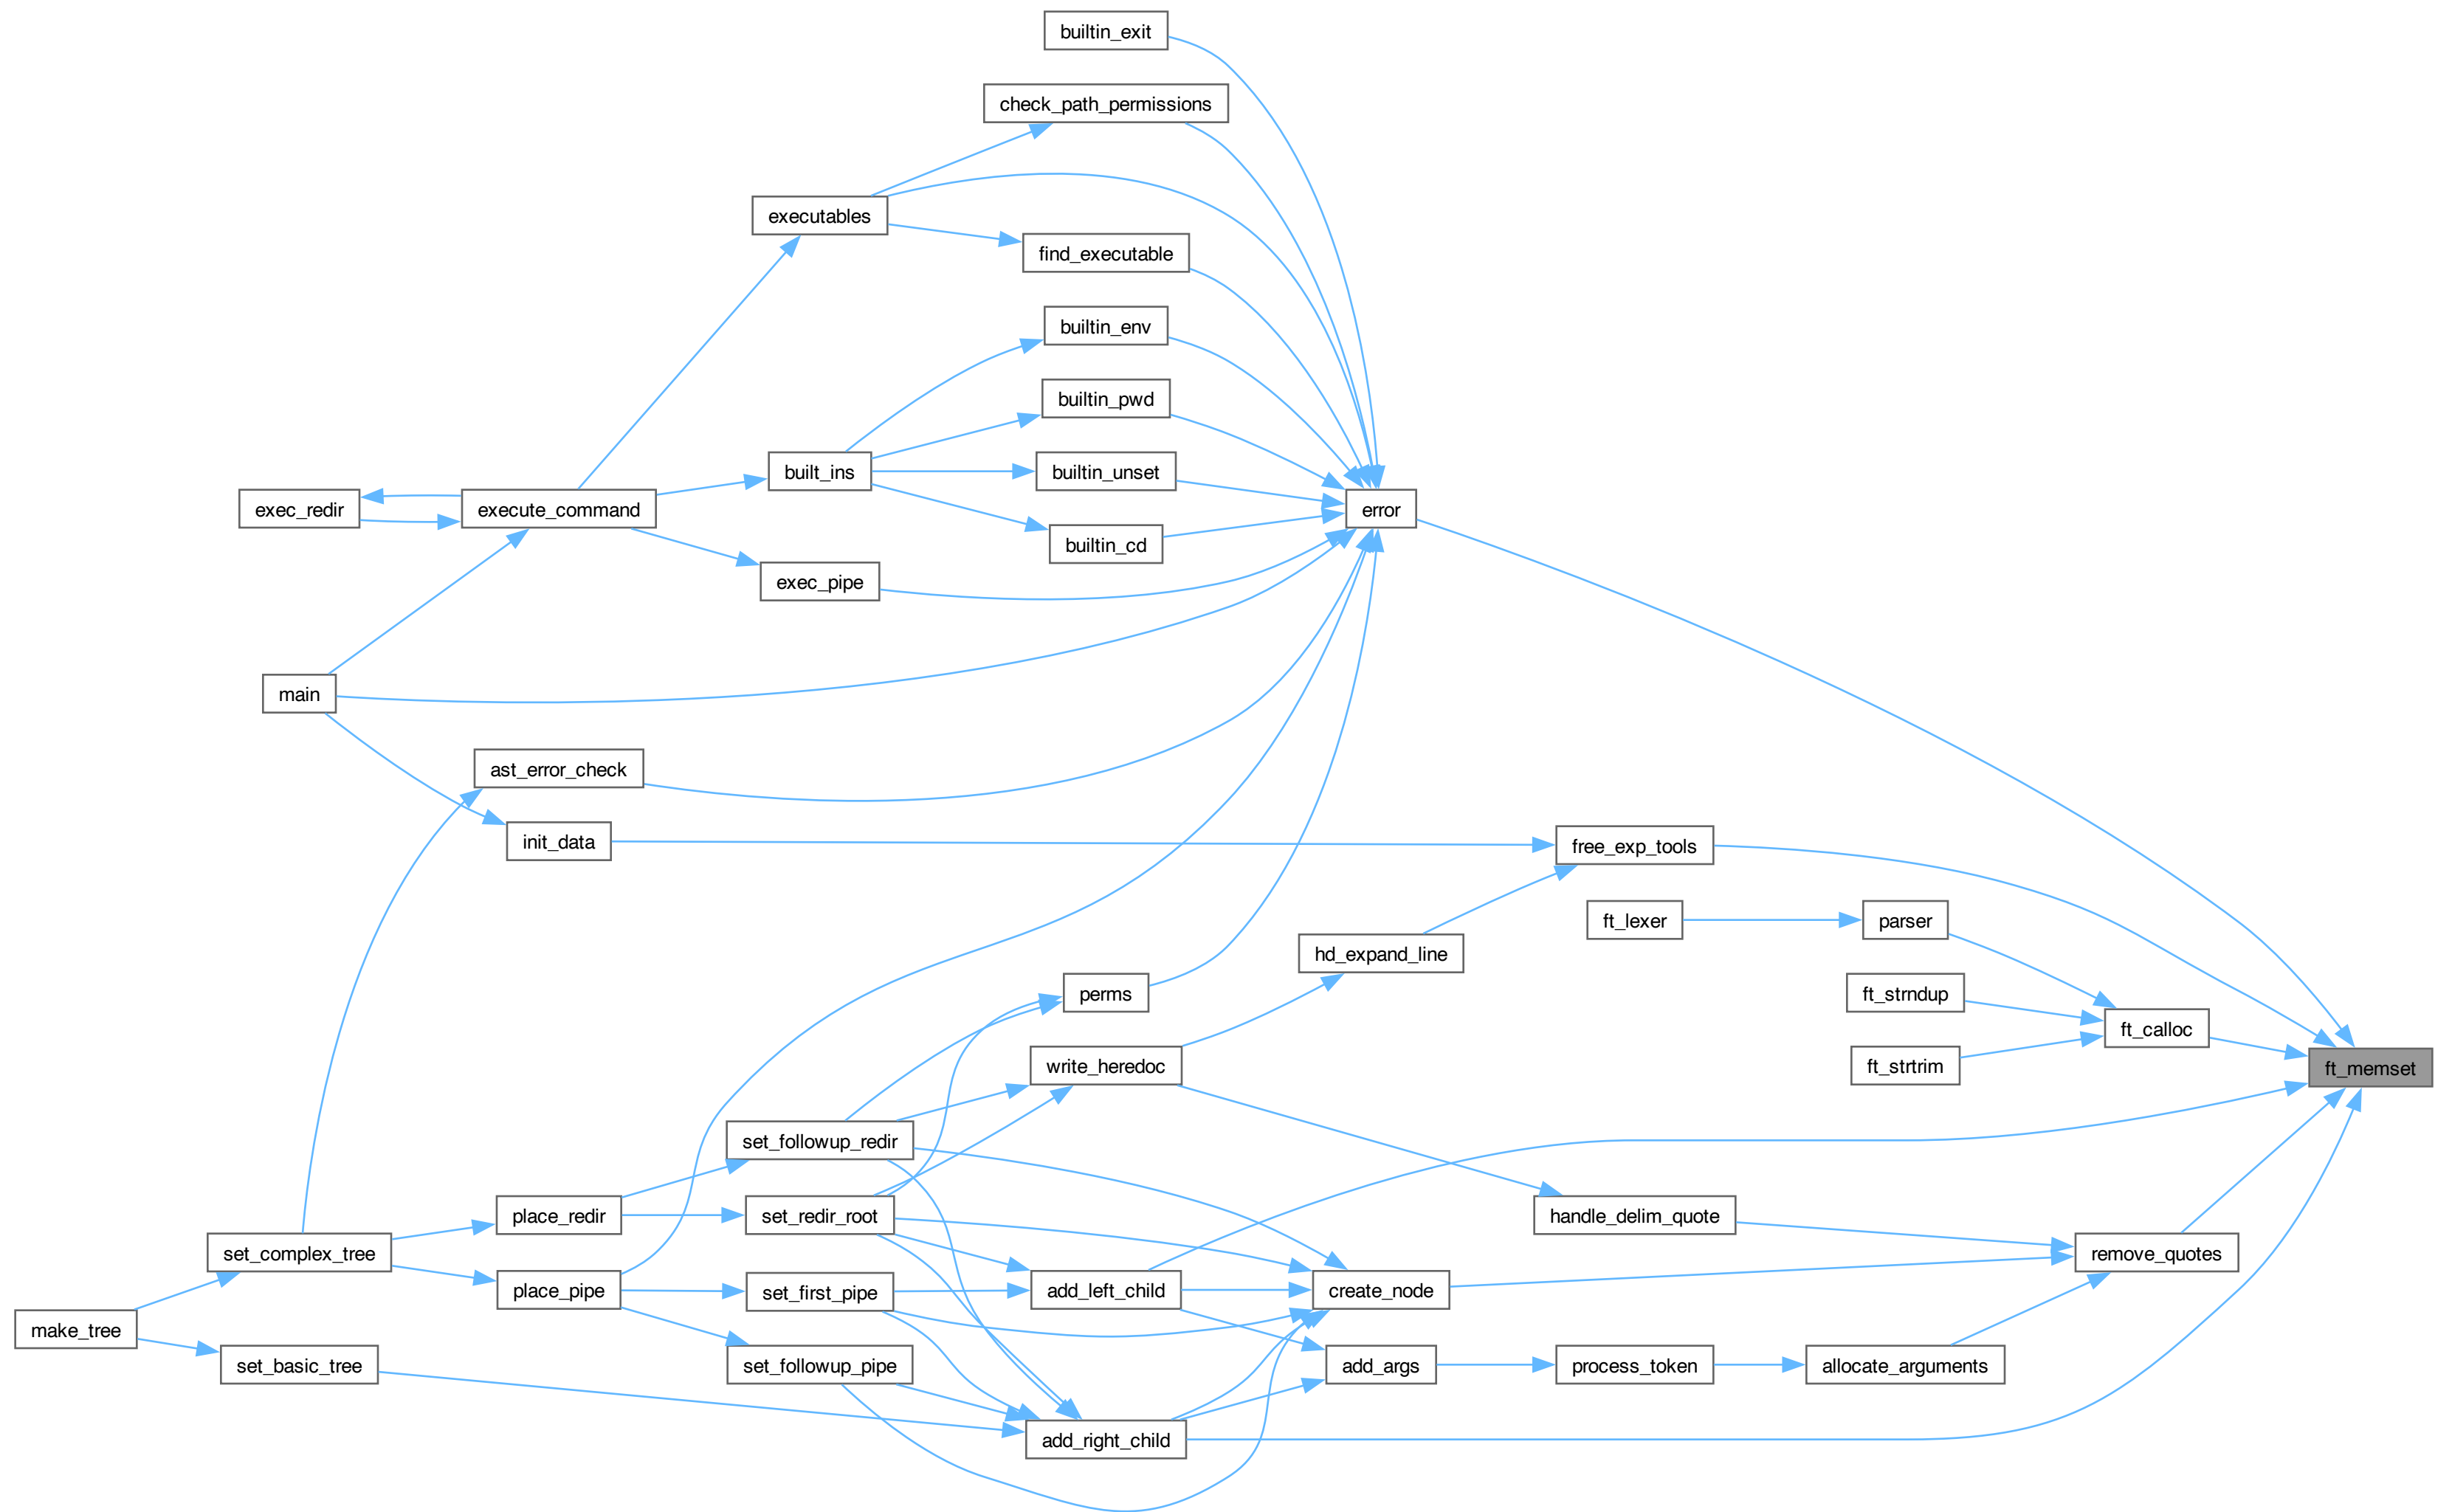 builtin_exit
check_path_permissions
executables
find_executable
builtin_env
builtin_pwd
built_ins
builtin_unset
exec_redir
execute_command
error
builtin_cd
exec_pipe
main
ast_error_check
init_data
free_exp_tools
ft_lexer
parser
hd_expand_line
perms
ft_strndup
ft_calloc
write_heredoc
ft_strtrim
ft_memset
set_followup_redir
place_redir
set_redir_root
handle_delim_quote
set_complex_tree
remove_quotes
place_pipe
set_first_pipe
add_left_child
create_node
make_tree
set_basic_tree
set_followup_pipe
add_args
process_token
allocate_arguments
add_right_child